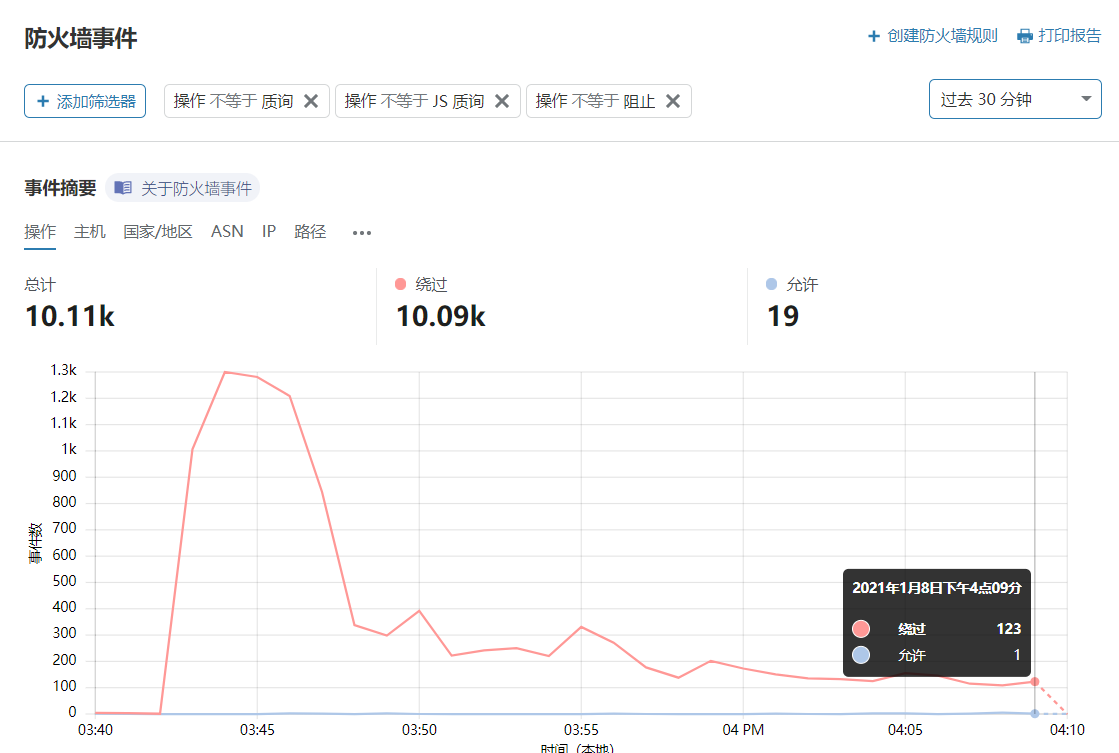 防火墙事件
创建防火墙规则 打印报告
添加筛选器 操作 不等于 质询 操作 不等于 JS 质询 操作 不等于 阻止 过去 30 分钟
事件摘要 关于防火墙事件
操作 主机 国家/地区 ASN IP 路径 •••
总计 绕过 允许
10.11k 10.09k 19
1.3k
1.2k
1.1k
1k
900
800
700
600
500
400
300
200
100
0
事件数
2021年1月8日下午4点09分
绕过 123
允许 1
03:40 03:45 03:50 03:55 04 PM 04:05 04:10
时间（本地）